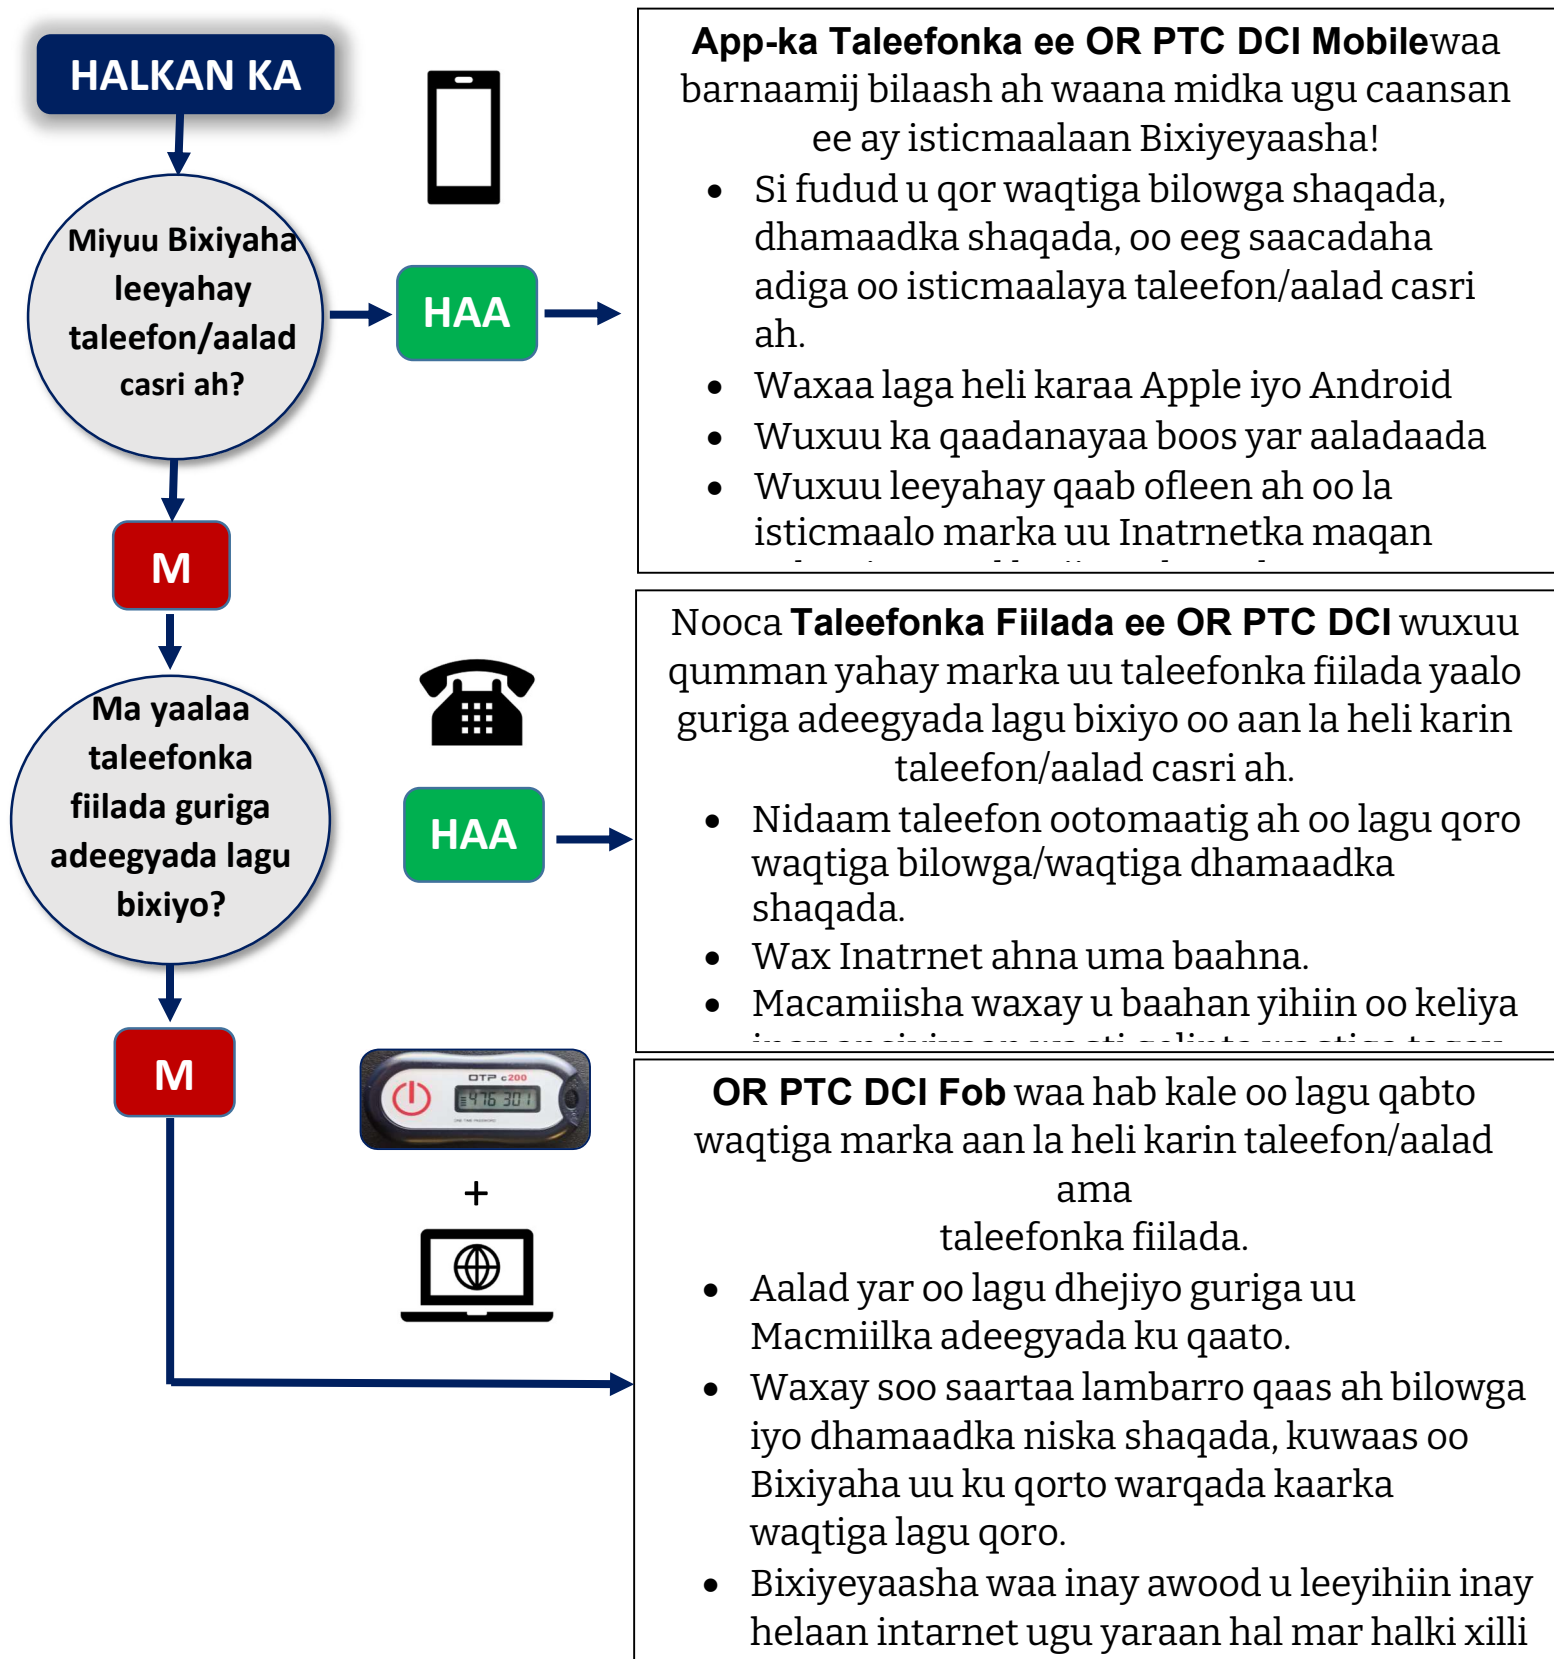 HALKAN KA
Miyuu Bixiyaha
leeyahay
taleefon/aalad
casri ah?
HAA
App-ka Taleefonka ee OR PTC DCI Mobilewaa
barnaamij bilaash ah waana midka ugu caansan
ee ay isticmaalaan Bixiyeyaasha!
• Si fudud u qor waqtiga bilowga shaqada,
dhamaadka shaqada, oo eeg saacadaha
adiga oo isticmaalaya taleefon/aalad casri
ah.
• Waxaa laga heli karaa Apple iyo Android
• Wuxuu ka qaadanayaa boos yar aaladaada
• Wuxuu leeyahay qaab ofleen ah oo la
isticmaalo marka uu Inatrnetka maqan
M
Ma yaalaa
taleefonka
fiilada guriga
adeegyada lagu
bixiyo?
HAA
Nooca Taleefonka Fiilada ee OR PTC DCI wuxuu
qumman yahay marka uu taleefonka fiilada yaalo
guriga adeegyada lagu bixiyo oo aan la heli karin
taleefon/aalad casri ah.
• Nidaam taleefon ootomaatig ah oo lagu qoro
waqtiga bilowga/waqtiga dhamaadka
shaqada.
• Wax Inatrnet ahna uma baahna.
• Macamiisha waxay u baahan yihiin oo keliya
M
OTP c200
476 301
ONE TIME PASSWORD
+
OR PTC DCI Fob waa hab kale oo lagu qabto
waqtiga marka aan la heli karin taleefon/aalad
ama
taleefonka fiilada.
• Aalad yar oo lagu dhejiyo guriga uu
Macmiilka adeegyada ku qaato.
• Waxay soo saartaa lambarro qaas ah bilowga
iyo dhamaadka niska shaqada, kuwaas oo
Bixiyaha uu ku qorto warqada kaarka
waqtiga lagu qoro.
• Bixiyeyaasha waa inay awood u leeyihiin inay
helaan intarnet ugu yaraan hal mar halki xilli